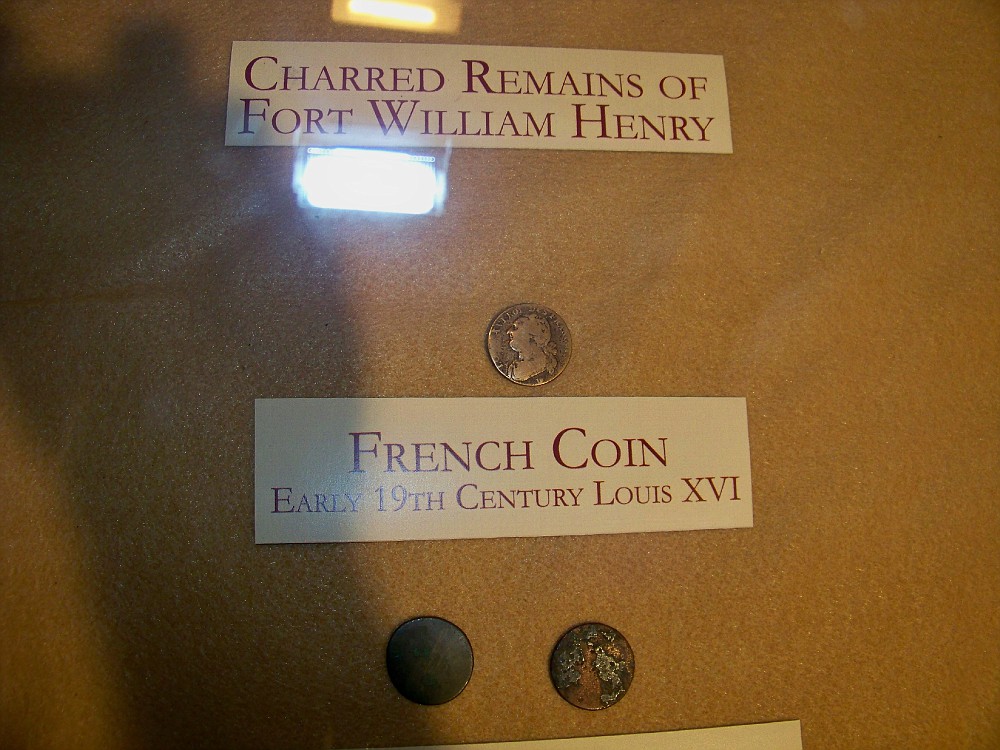 CHARRED REMAINS OF
FORT WILLIAM HENRY
FRENCH COIN
EARLY 19TH CENTURY LOUIS XVI